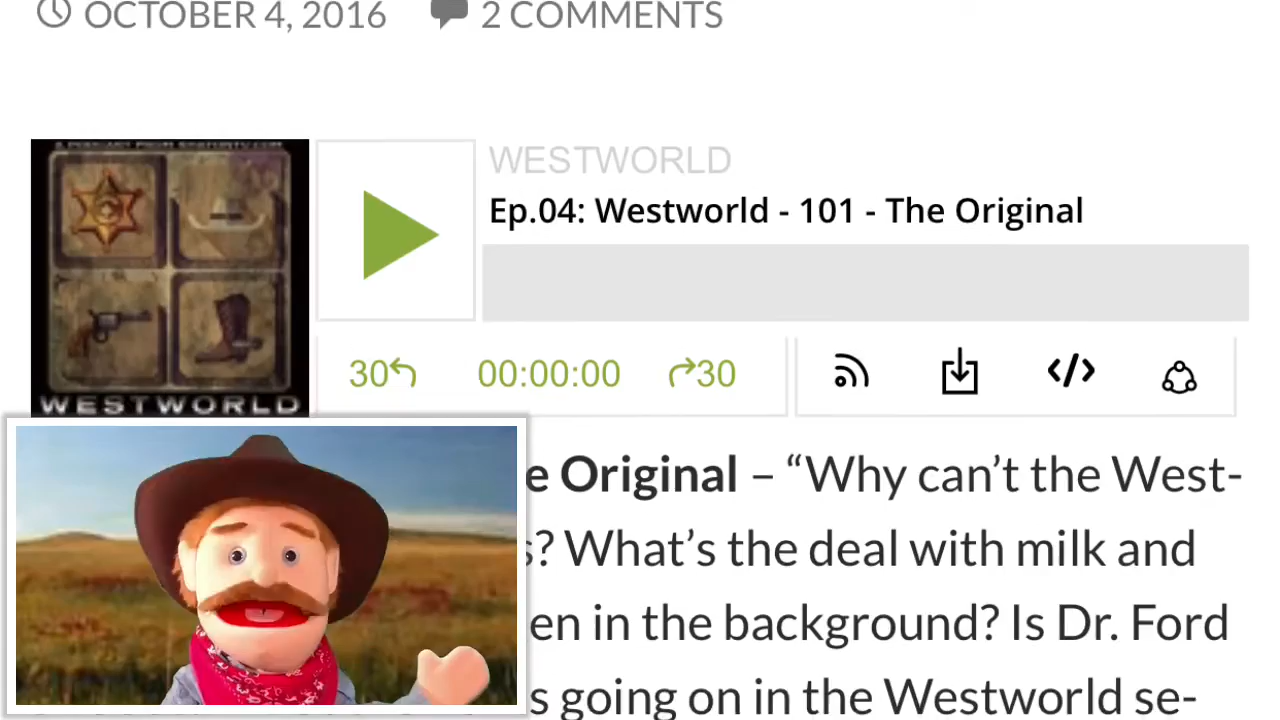 OCTOBER 4, 2016 2 COMMENTS
WESTWORLD
Ep.04: Westworld - 101 - The Original
30 00:00:00 30
WESTWORLD
e Original – “Why can’t the West-
s? What’s the deal with milk and
en in the background? Is Dr. Ford
s going on in the Westworld se-